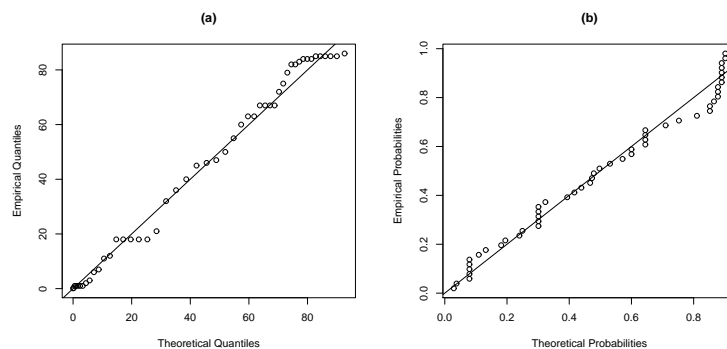 (a)
Empirical Quantiles
80
60
40
20
0
0 20 40 60 80
Theoretical Quantiles
(b)
Empirical Probabilities
1.0
0.8
0.6
0.4
0.2
0.0
0.0 0.2 0.4 0.6 0.8
Theoretical Probabilities